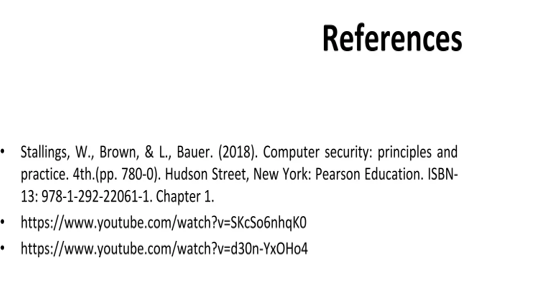 References
• Stallings, W., Brown, & L., Bauer. (2018). Computer security: principles and
practice. 4th.(pp. 780-0). Hudson Street, New York: Pearson Education. ISBN-
13: 978-1-292-22061-1. Chapter 1.
• https://www.youtube.com/watch?v=SKcSo6nhqK0
• https://www.youtube.com/watch?v=d30n-YxOHo4